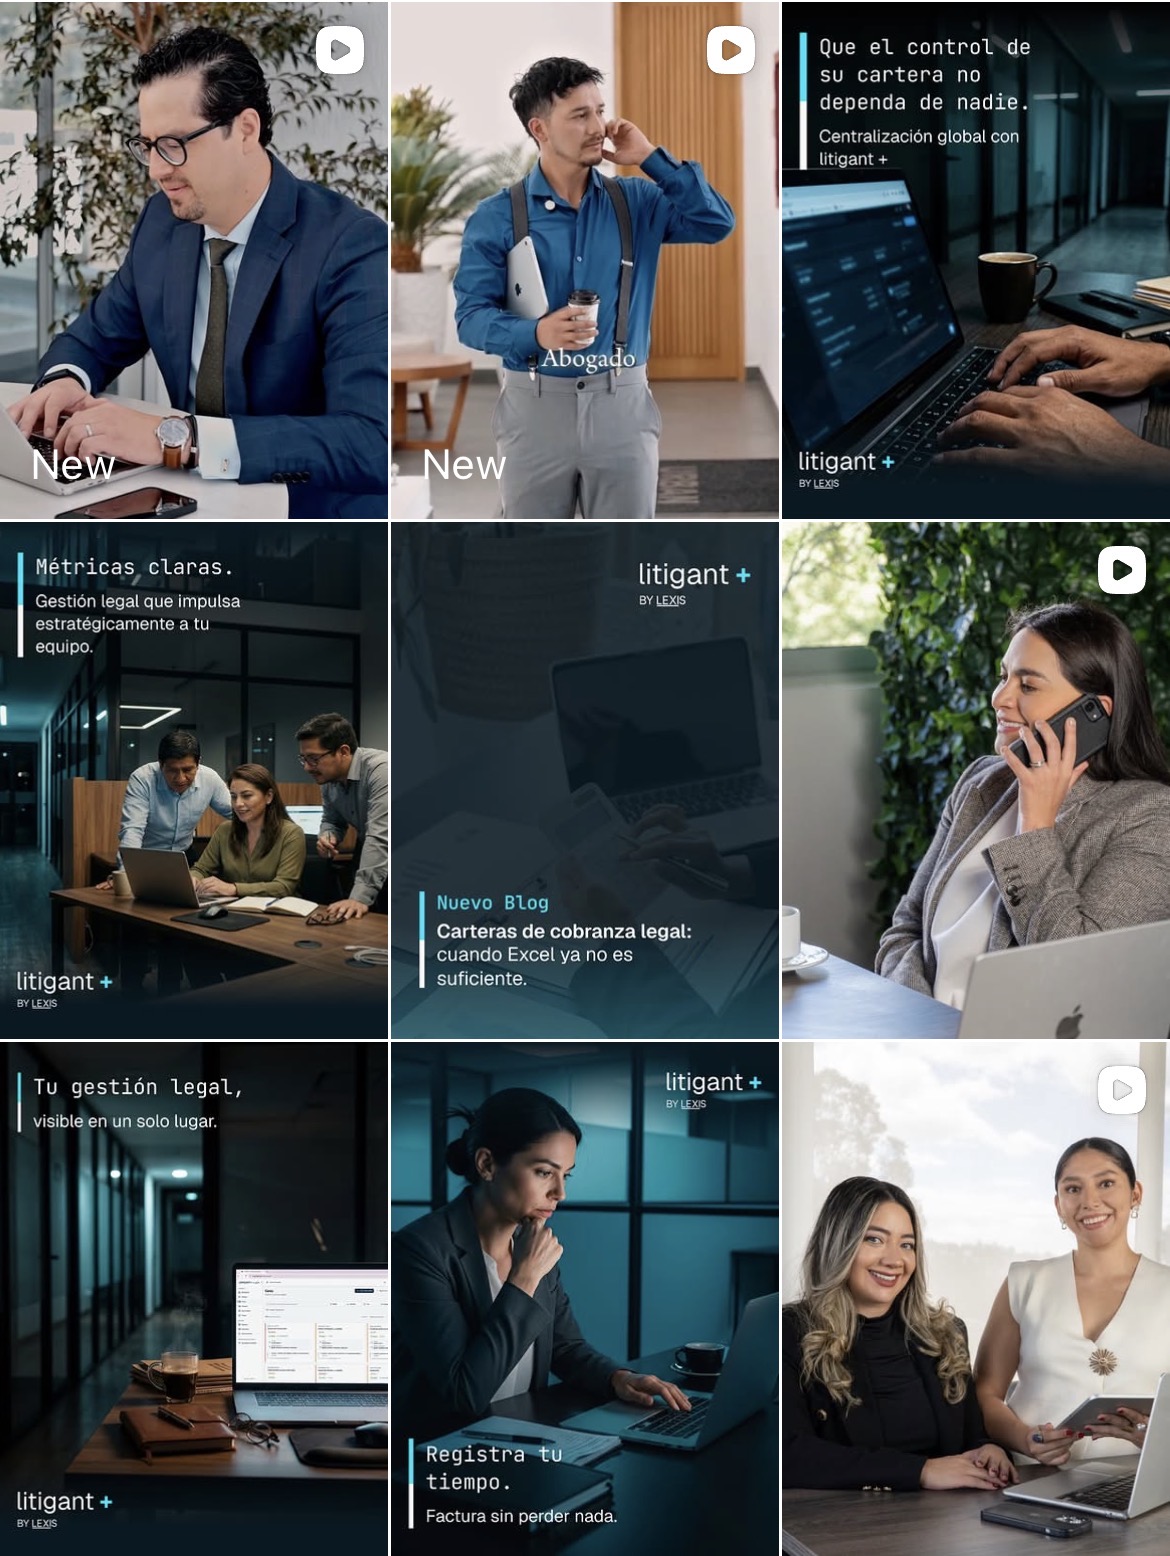 New
Abogado
New
Que el control de
su cartera no
dependa de nadie.
Centralización global con
litigant +
litigant +
BY LEXIS
Métricas claras.
Gestión legal que impulsa
estratégicamente a tu
equipo.
litigant +
BY LEXIS
litigant +
BY LEXIS
Nuevo Blog
Carteras de cobranza legal:
cuando Excel ya no es
suficiente.
Tu gestión legal,
visible en un solo lugar.
litigant +
BY LEXIS
litigant +
BY LEXIS
Registra tu
tiempo.
Factura sin perder nada.